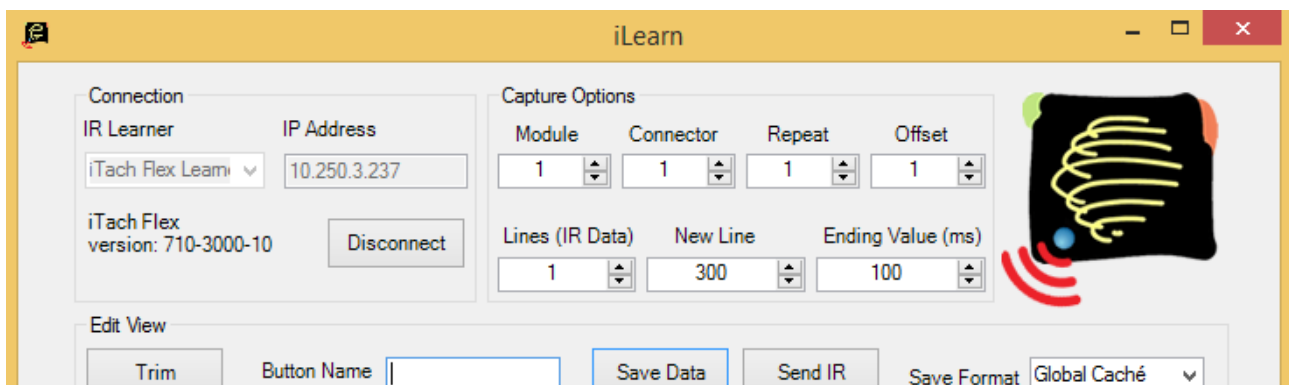 iLearn
Connection
IR Learner IP Address
iTach Flex Learn 10.250.3.237
iTach Flex
version: 710-3000-10 Disconnect
Capture Options
Module Connector Repeat Offset
1 1 1 1
Lines (IR Data) New Line Ending Value (ms)
1 300 100
Edit View
Trim Button Name Save Data Send IR Save Format Global Caché